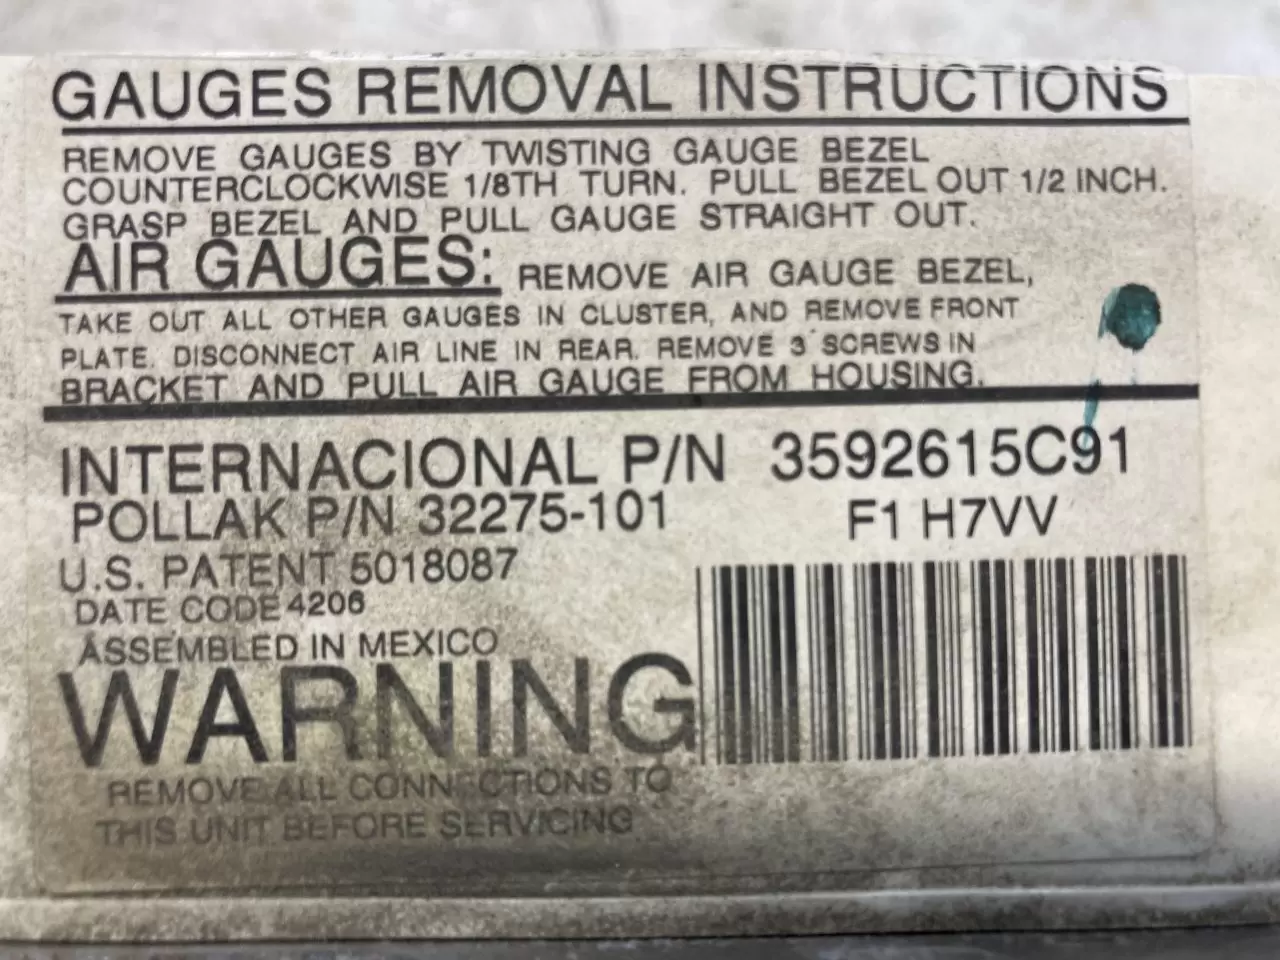 GAUGES REMOVAL INSTRUCTIONS
REMOVE GAUGES BY TWISTING GAUGE BEZEL
COUNTERCLOCKWISE 1/8TH TURN. PULL BEZEL OUT 1/2 INCH.
GRASP BEZEL AND PULL GAUGE STRAIGHT OUT.
AIR GAUGES: REMOVE AIR GAUGE BEZEL,
TAKE OUT ALL OTHER GAUGES IN CLUSTER, AND REMOVE FRONT
PLATE. DISCONNECT AIR LINE IN REAR. REMOVE 3 SCREWS IN
BRACKET AND PULL AIR GAUGE FROM HOUSING.
INTERNACIONAL P/N 3592615C91
POLLAK P/N 32275-101 F1 H7VV
U.S. PATENT 5018087
DATE CODE 4206
ASSEMBLED IN MEXICO
WARNING
REMOVE ALL CONNECTIONS TO
THIS UNIT BEFORE SERVICING